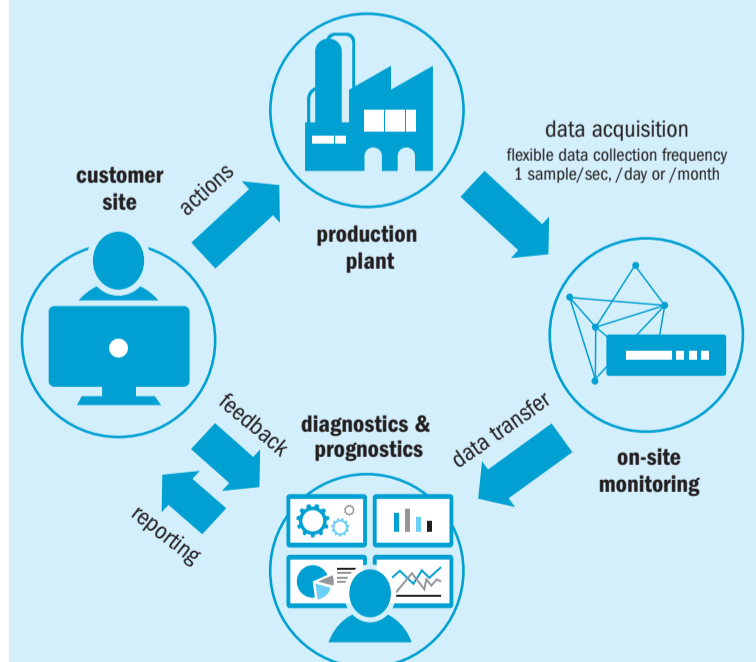 data acquisition
flexible data collection frequency
1 sample/sec, /day or /month
customer
site
actions
production
plant
feedback
diagnostics &
prognostics
data transfer
on-site
monitoring
reporting